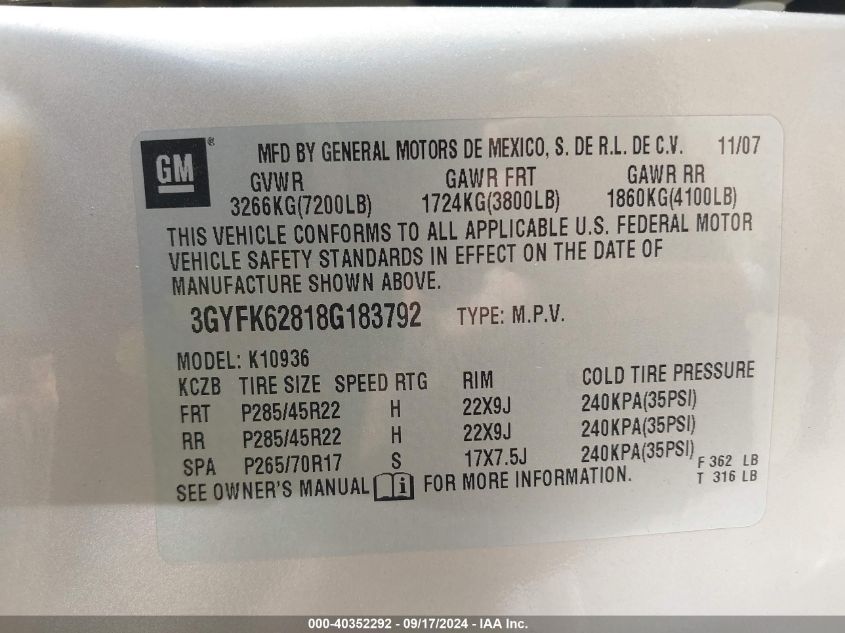 GM ® MFD BY GENERAL MOTORS DE MEXICO, S. DE R.L. DE C.V. 11/07
GVWR GAWR FRT GAWR RR
3266KG(7200LB) 1724KG(3800LB) 1860KG(4100LB)
THIS VEHICLE CONFORMS TO ALL APPLICABLE U.S. FEDERAL MOTOR
VEHICLE SAFETY STANDARDS IN EFFECT ON THE DATE OF
MANUFACTURE SHOWN ABOVE.
3GYFK62818G183792 TYPE: M.P.V.
MODEL: K10936
KCZB TIRE SIZE SPEED RTG RIM COLD TIRE PRESSURE
FRT P285/45R22 H 22X9J 240KPA(35PSI)
RR P285/45R22 H 22X9J 240KPA(35PSI)
SPA P265/70R17 S 17X7.5J 240KPA(35PSI) F 362 LB
SEE OWNER'S MANUAL i FOR MORE INFORMATION. T 316 LB
000-40352292 - 09/17/2024 - IAA Inc.